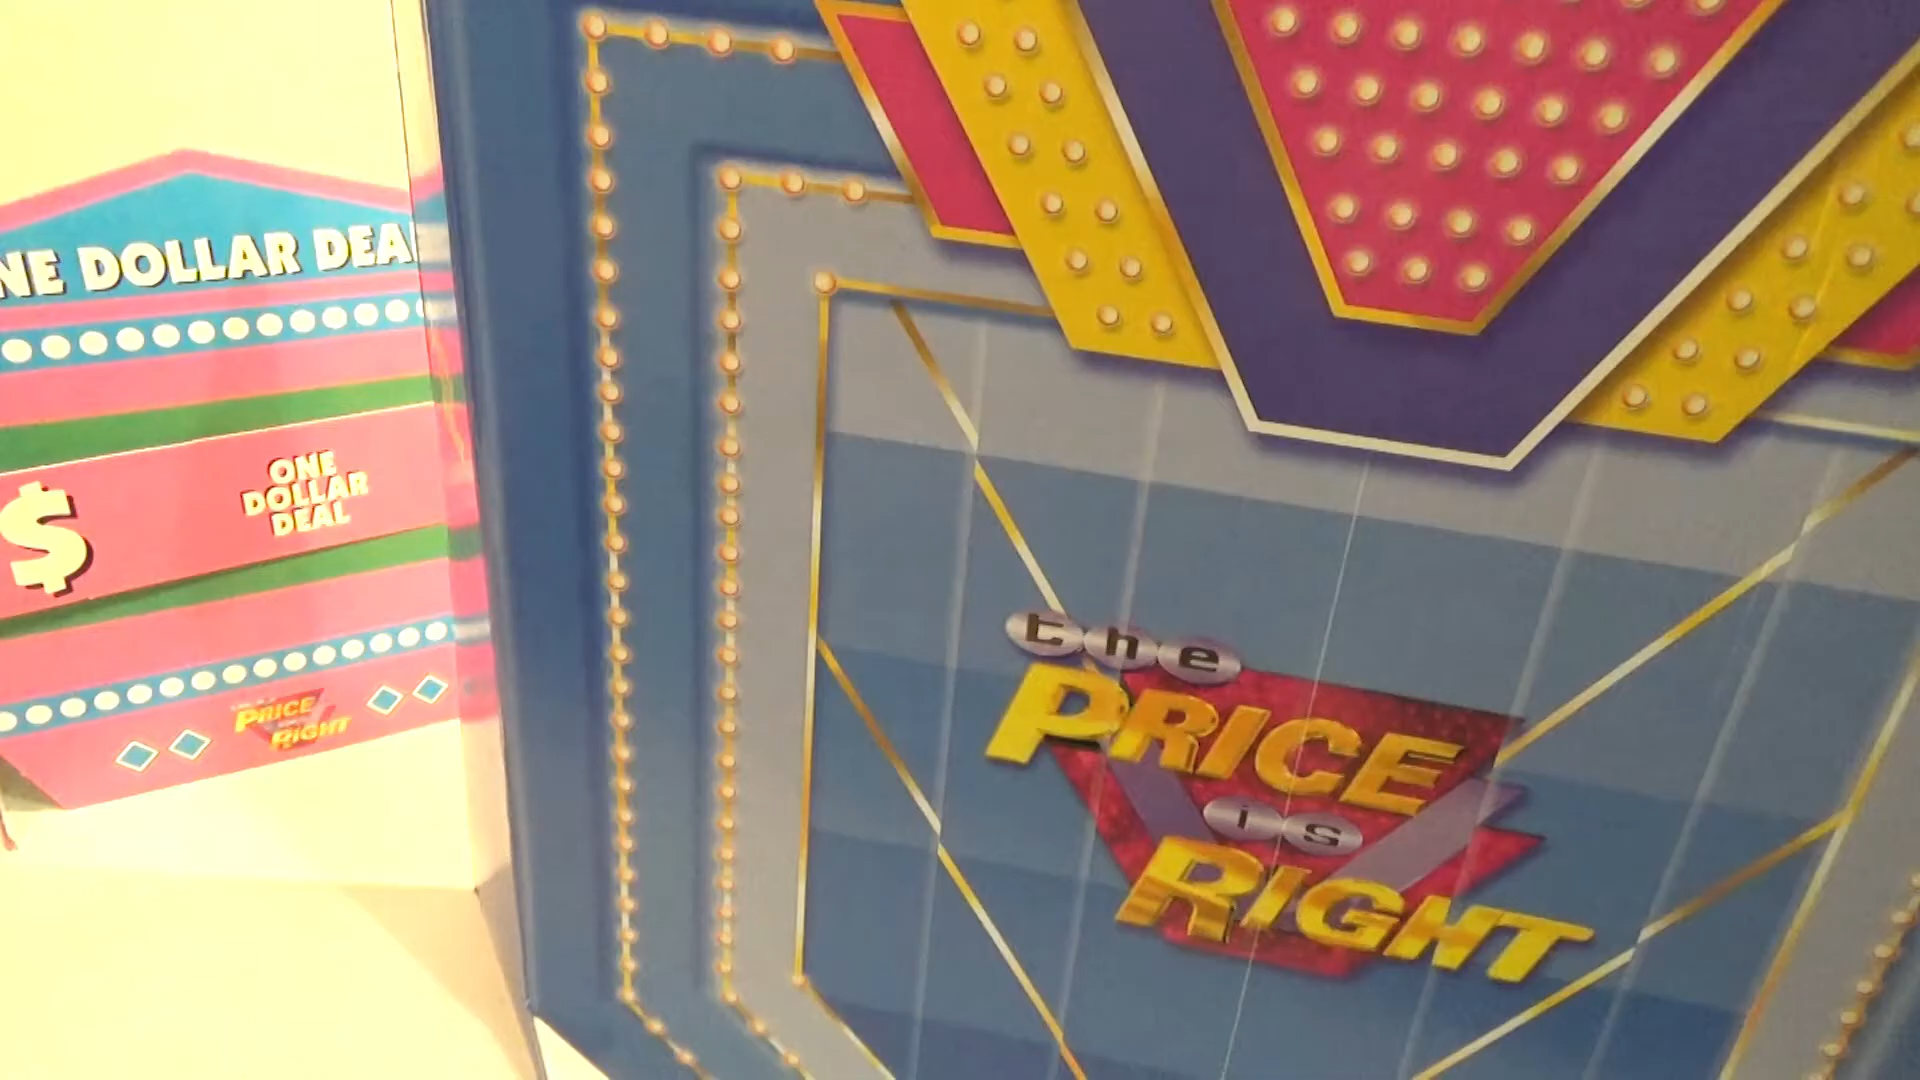 NE DOLLAR DEA
$
ONE
DOLLAR
DEAL
PRICE
RIGHT
the
PRICE
is
RIGHT